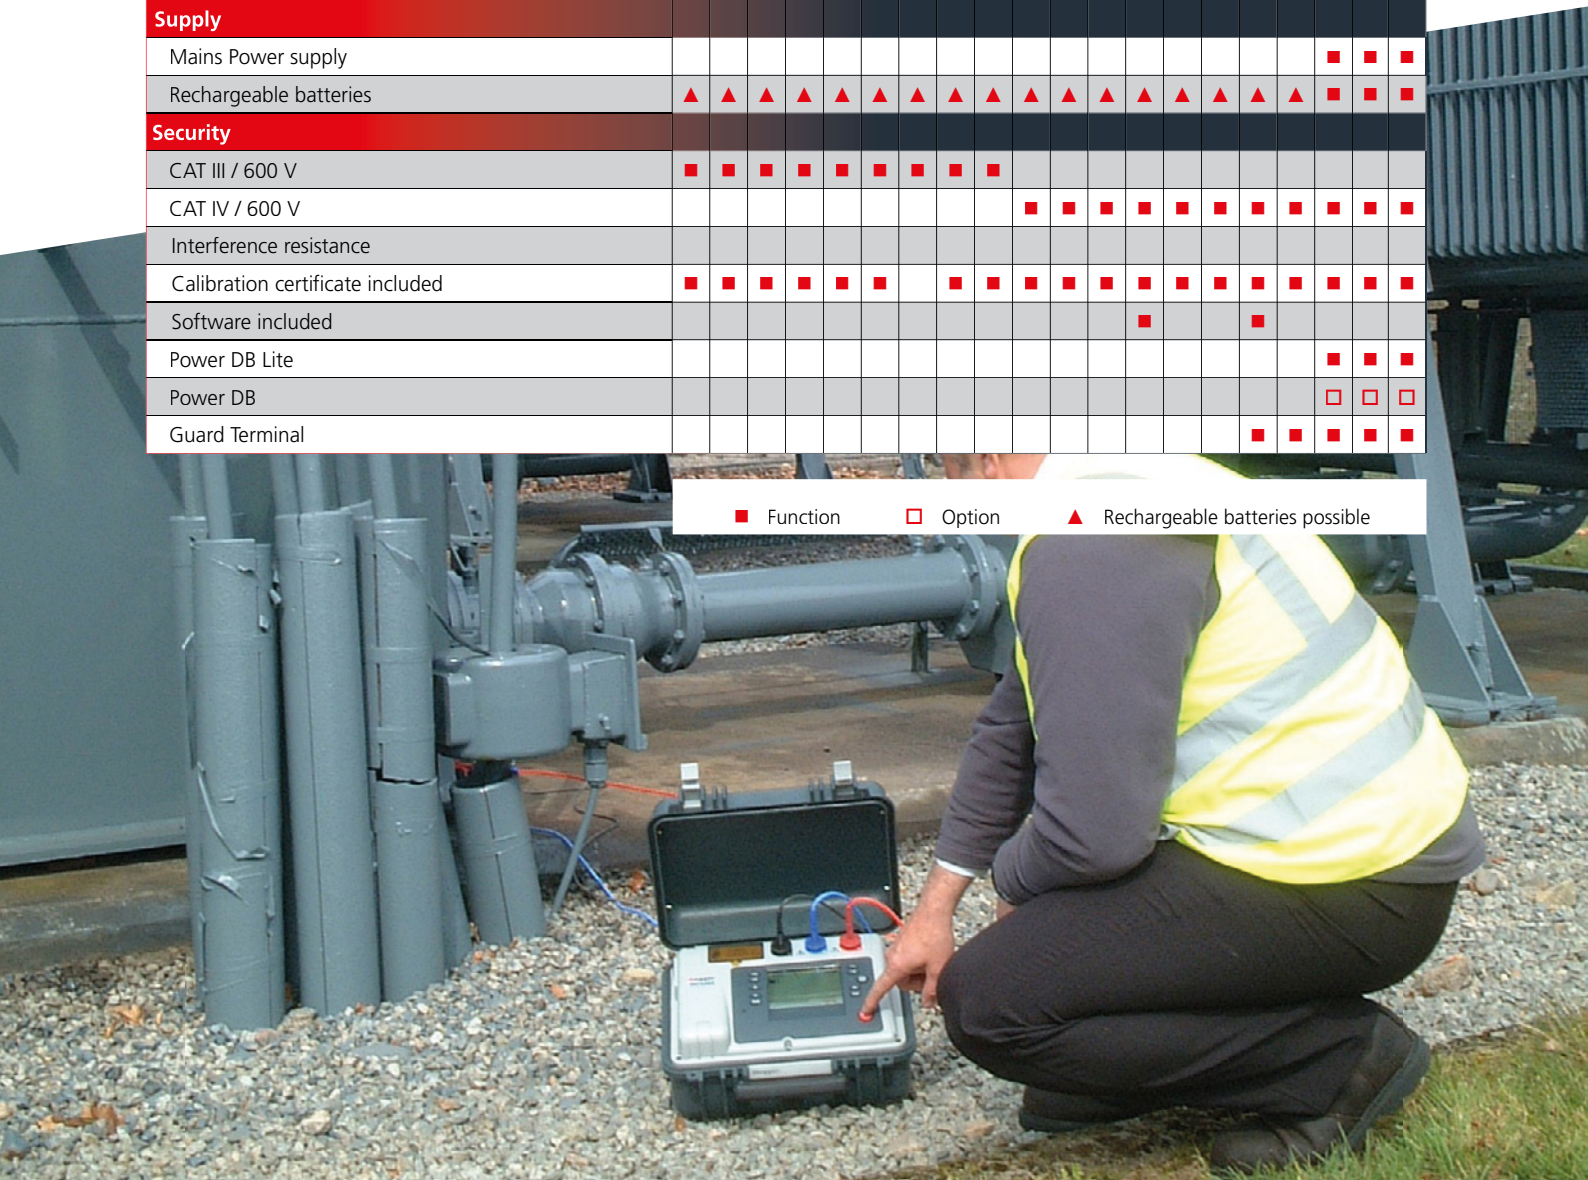 Supply
Mains Power supply
Rechargeable batteries
Security
CAT III / 600 V
CAT IV / 600 V
Interference resistance
Calibration certificate included
Software included
Power DB Lite
Power DB
Guard Terminal
Function Option Rechargeable batteries possible